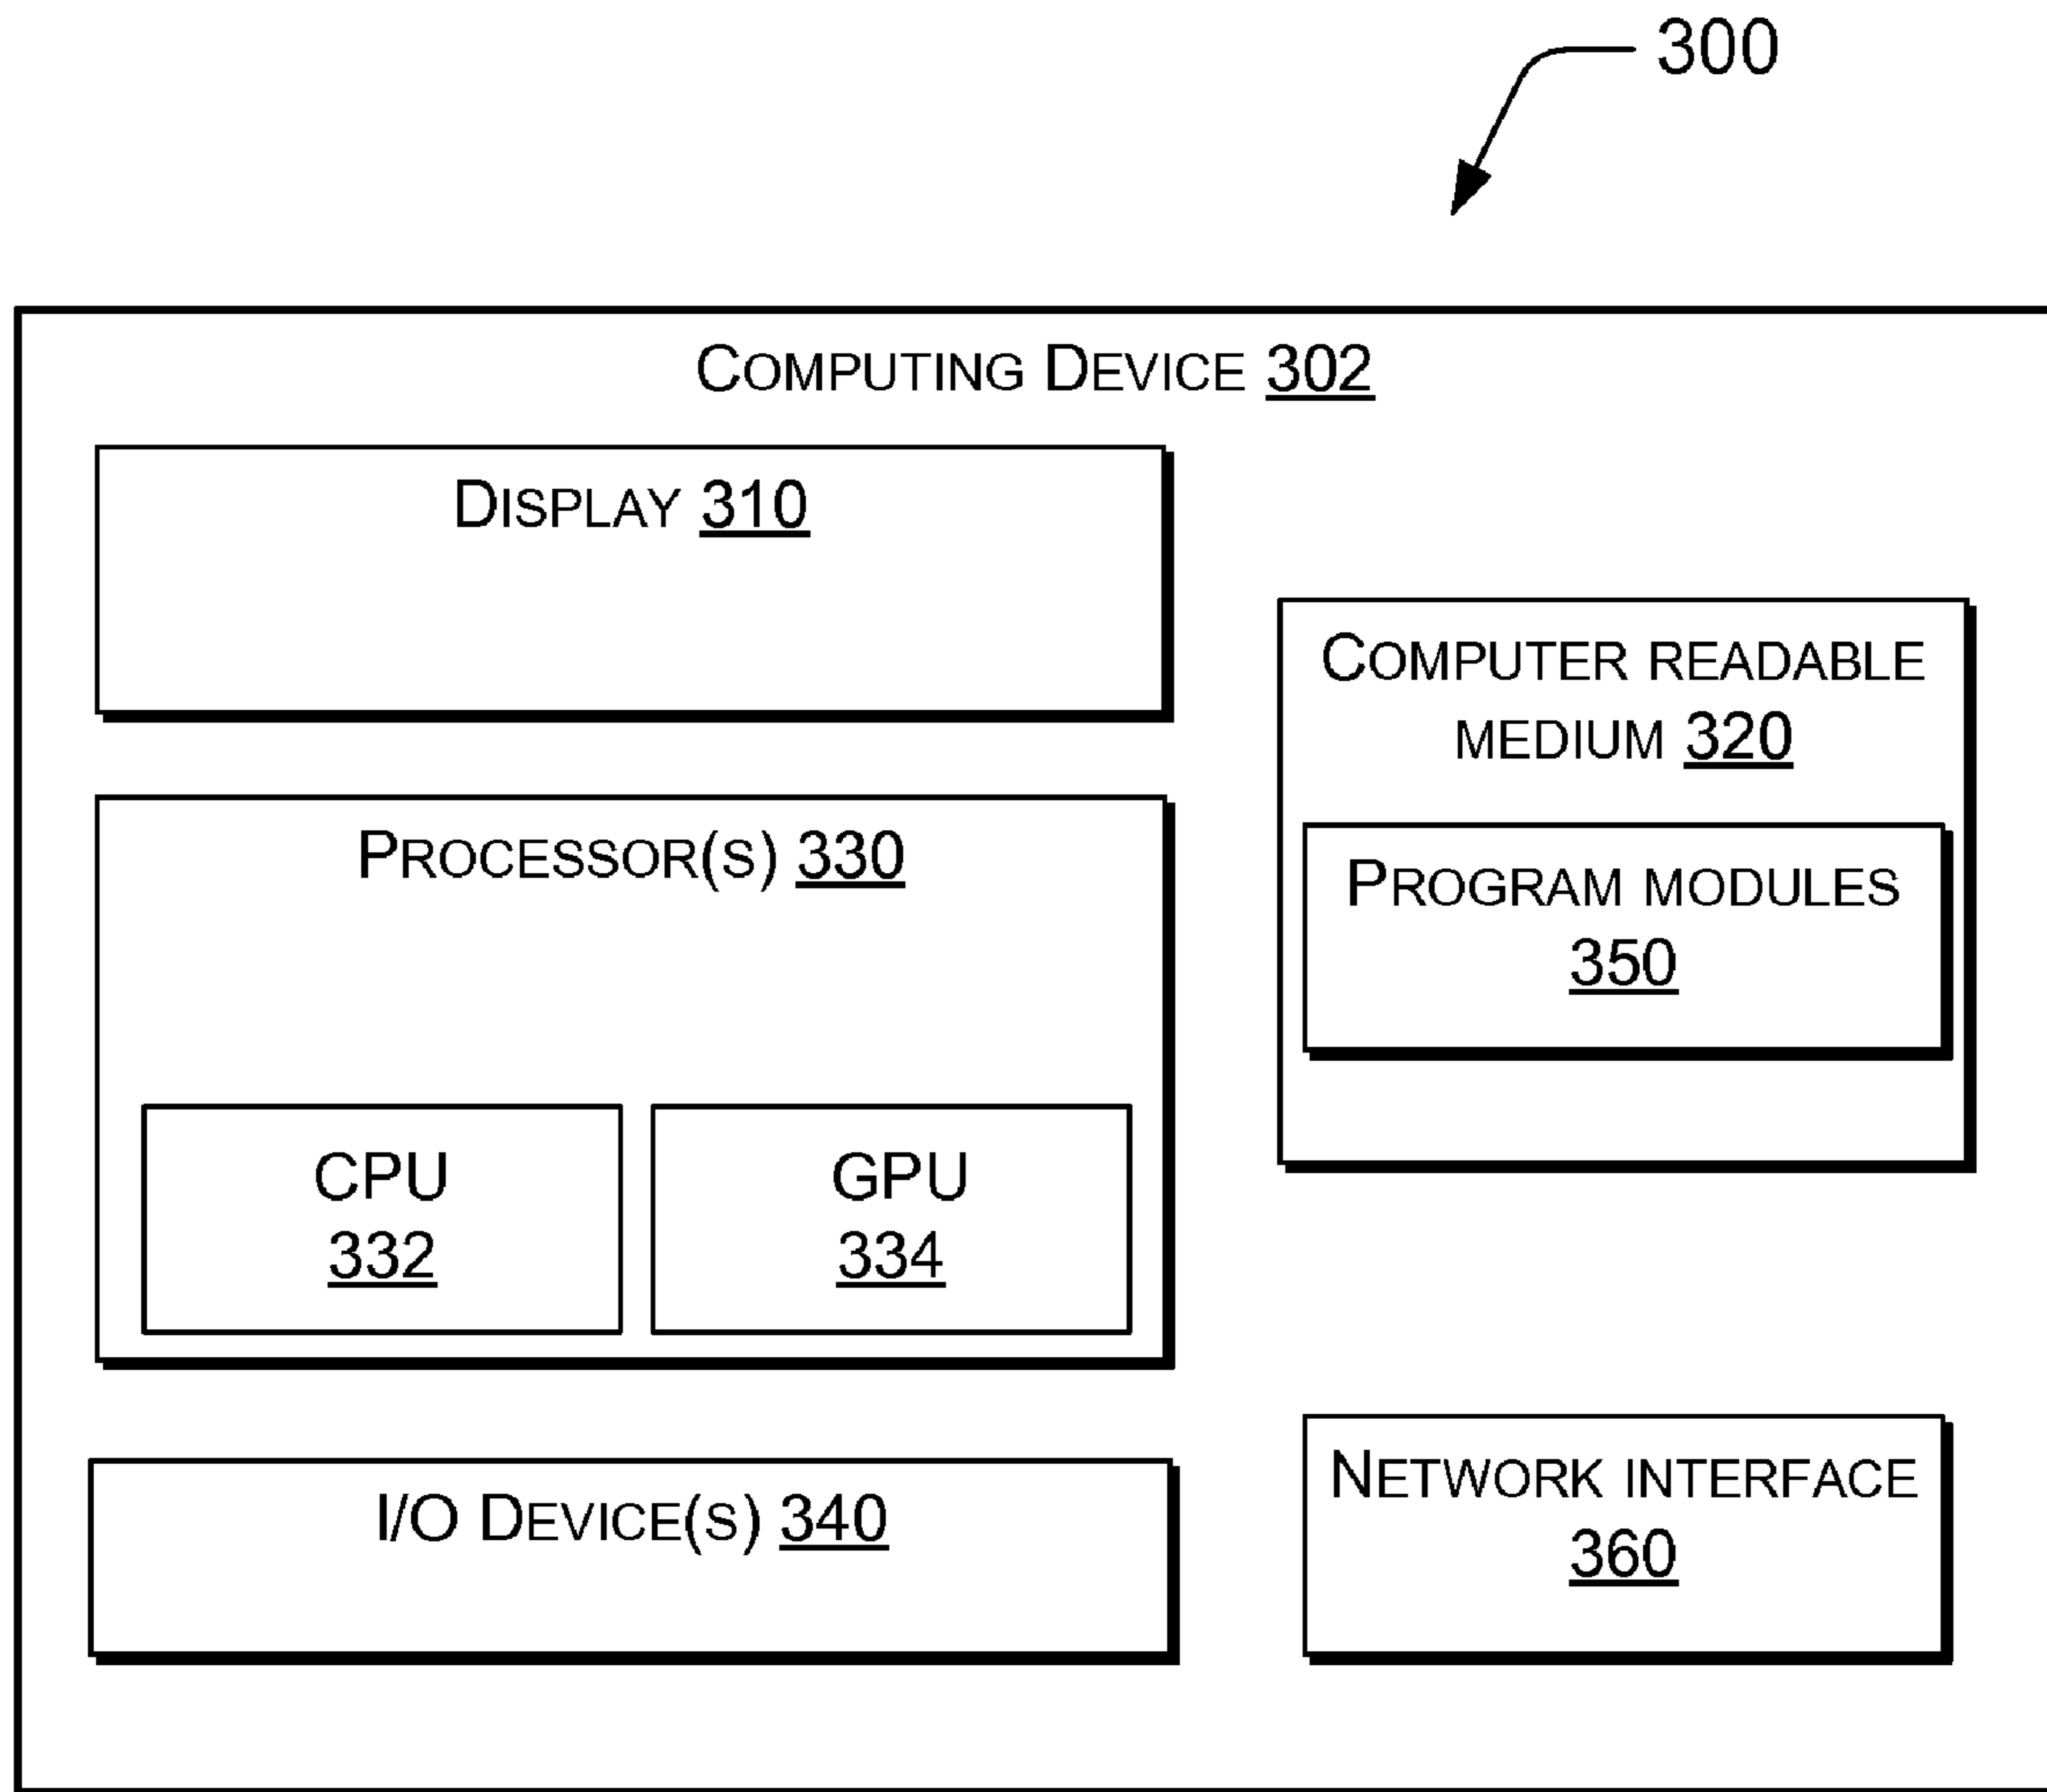 300
COMPUTING DEVICE 302
DISPLAY 310
COMPUTER READABLE
MEDIUM 320
PROGRAM MODULES
350
PROCESSOR(S) 330
CPU
332
GPU
334
I/O DEVICE(S) 340
NETWORK INTERFACE
360